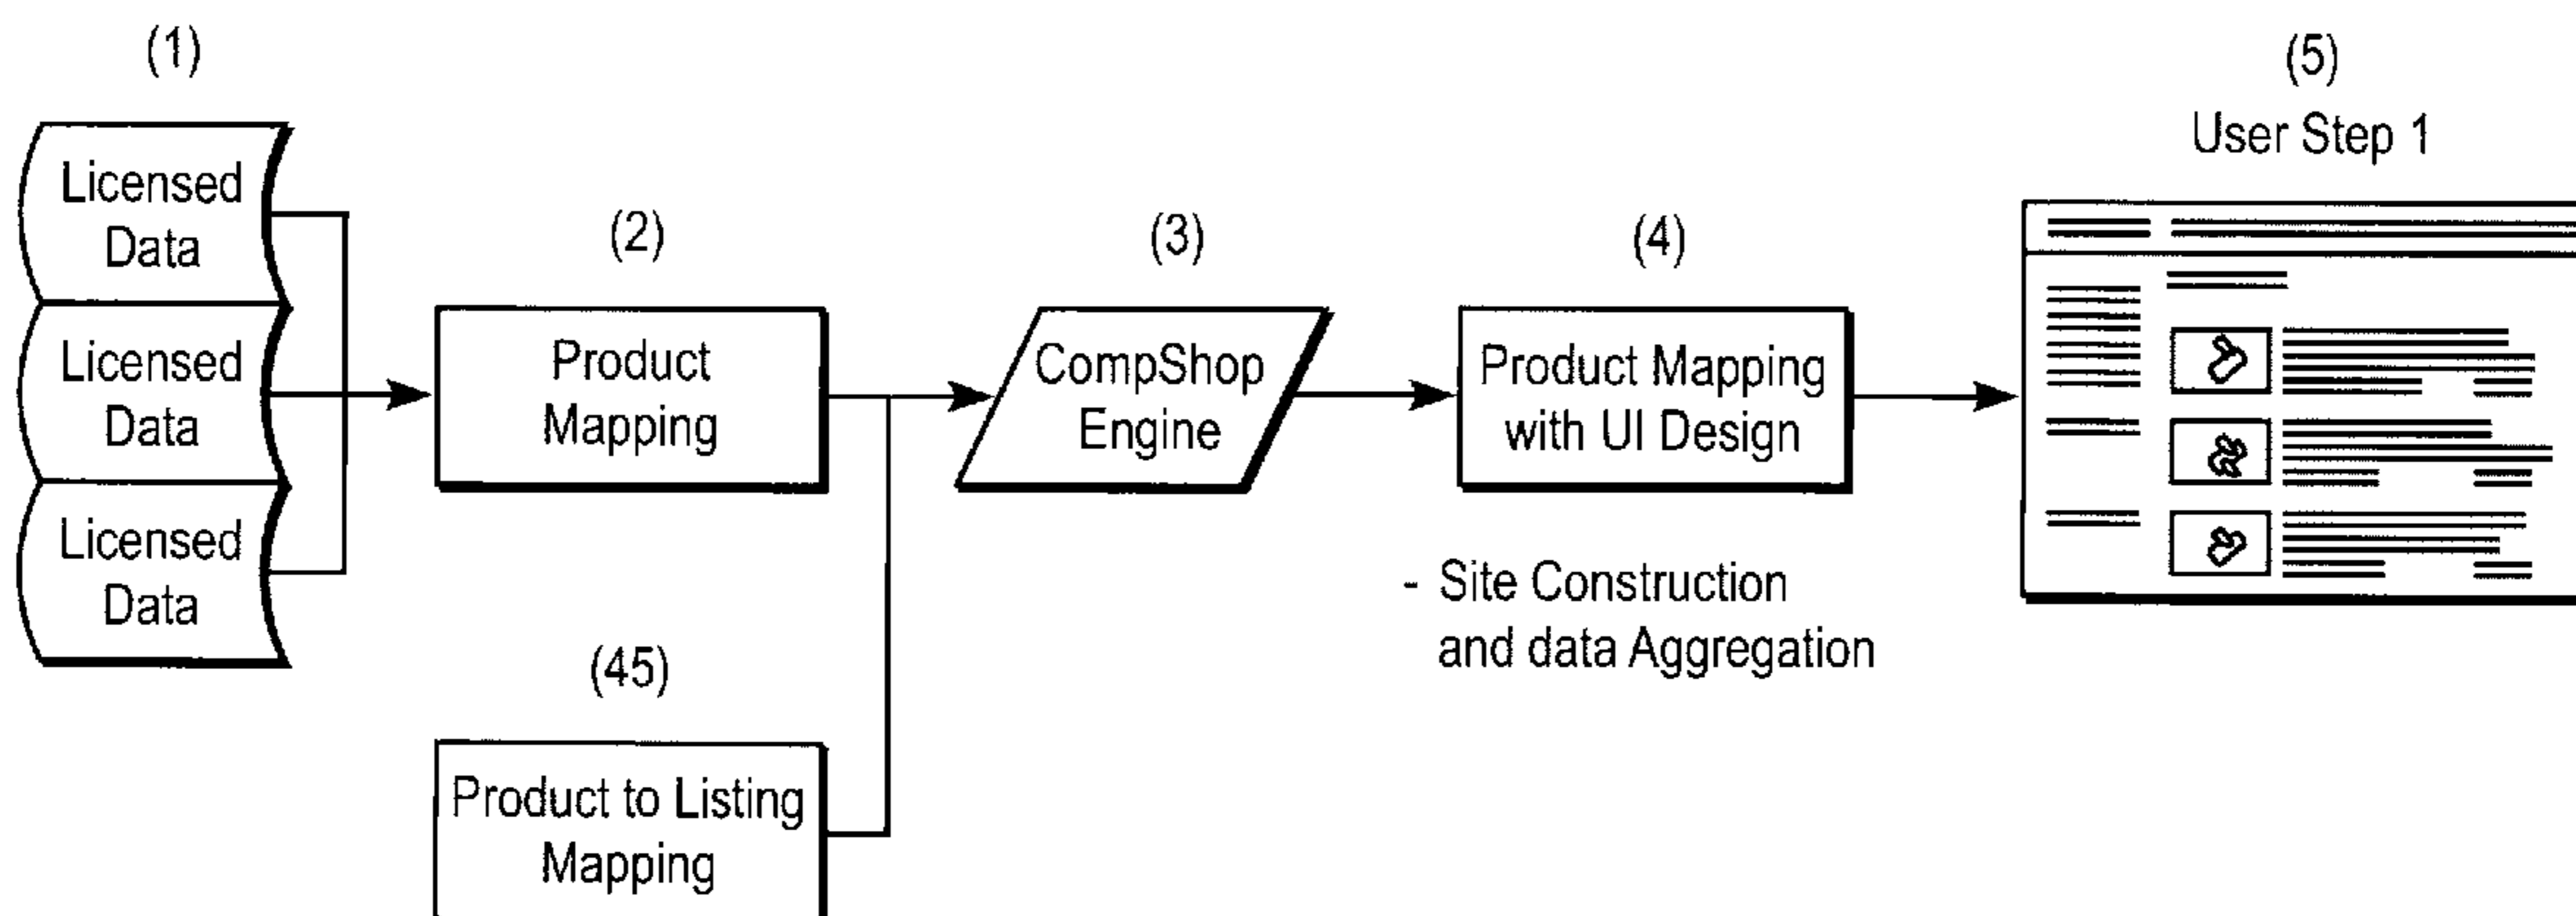 (1)
Licensed
Data
Licensed
Data
Licensed
Data
(2)
Product
Mapping
(45)
Product to Listing
Mapping
(3)
CompShop
Engine
(4)
Product Mapping
with UI Design
- Site Construction
and data Aggregation
(5)
User Step 1